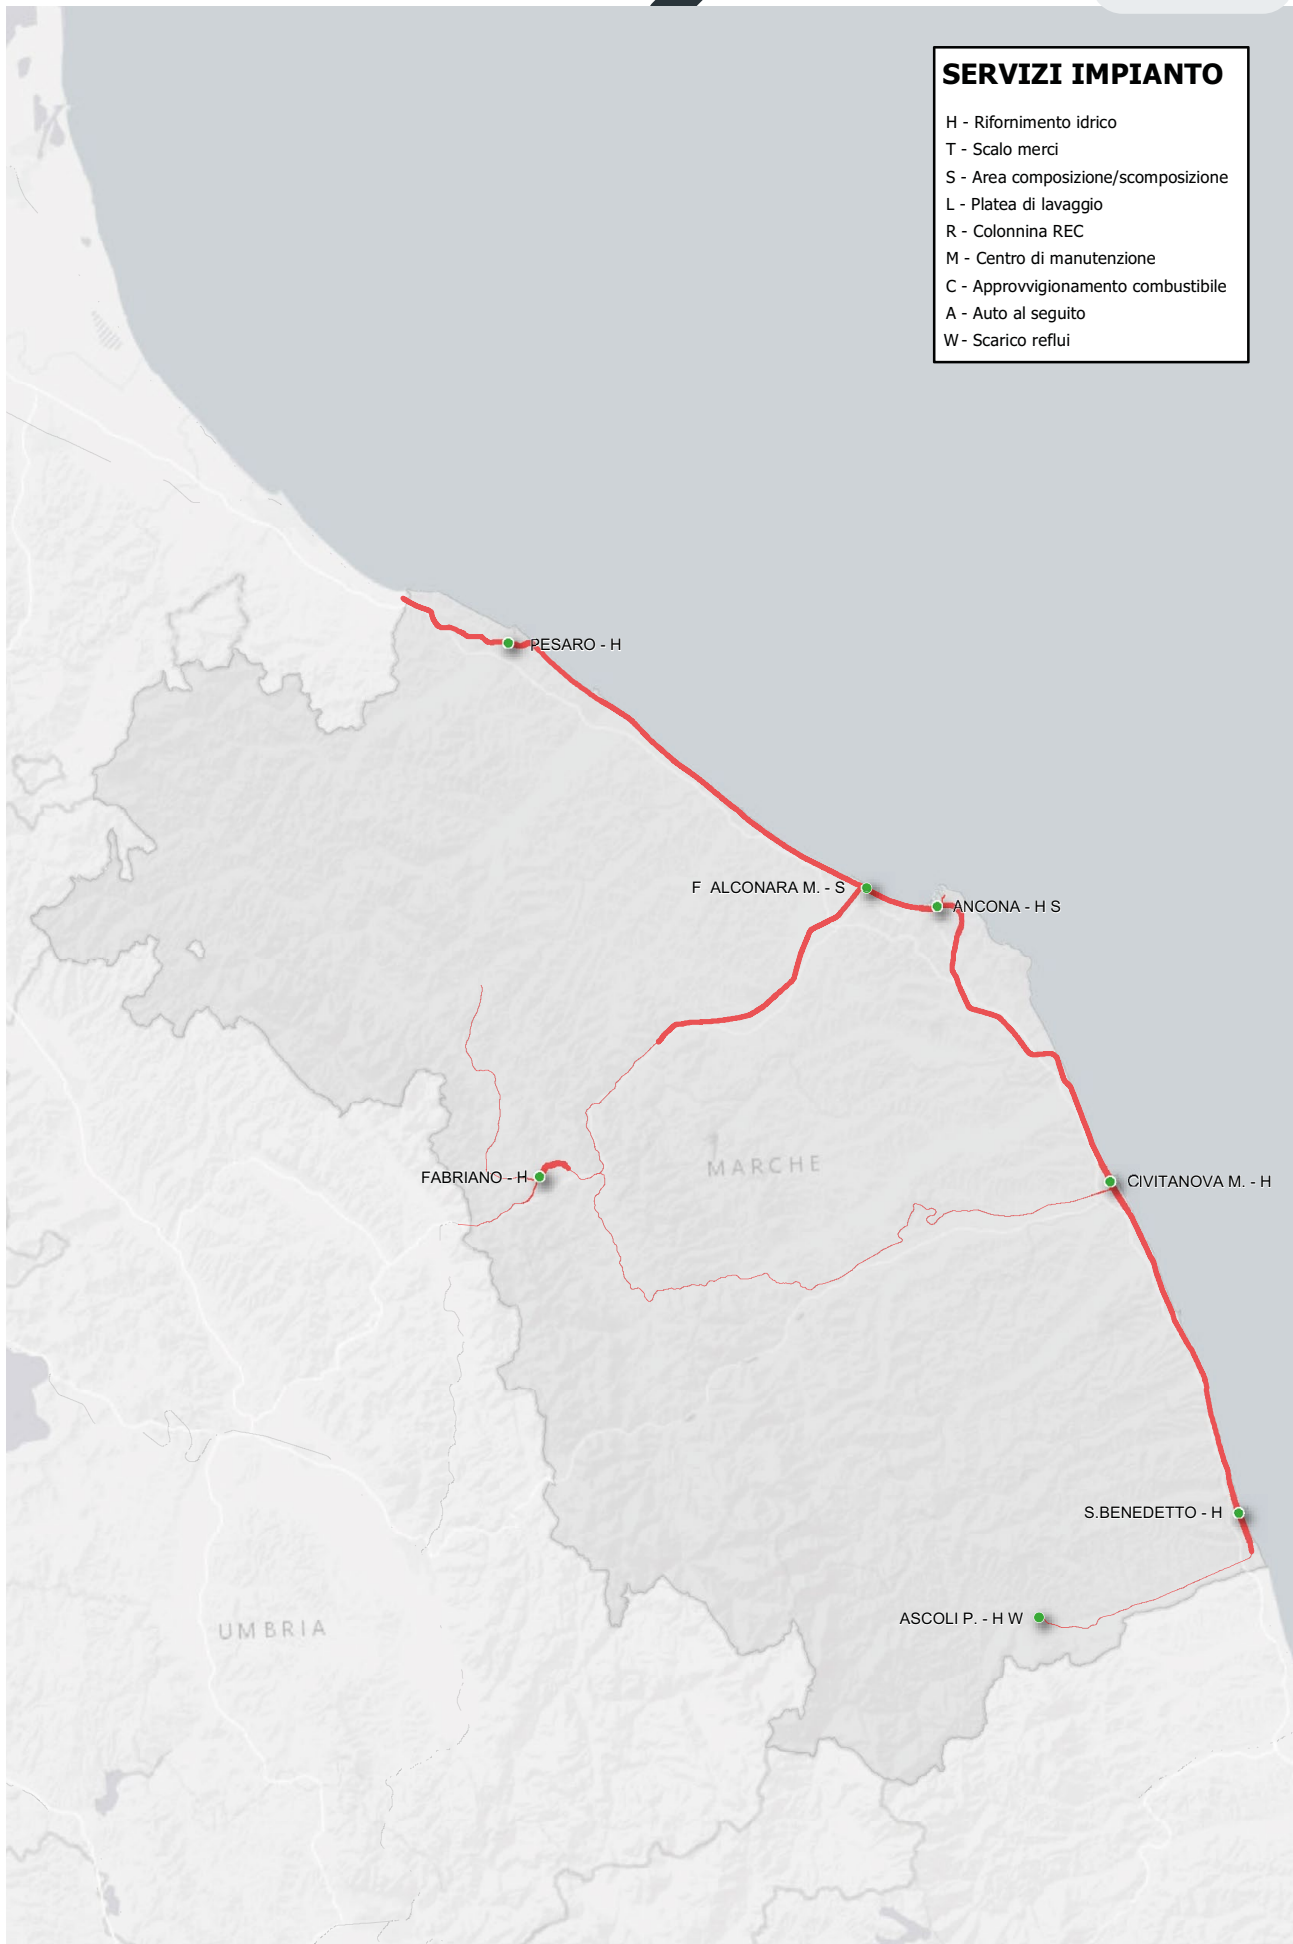 SERVIZI IMPIANTO
H - Rifornimento idrico
T - Scalo merci
S - Area composizione/scomposizione
L - Platea di lavaggio
R - Colonnina REC
M - Centro di manutenzione
C - Approvvigionamento combustibile
A - Auto al seguito
W - Scarico reflui
PESARO - H
F ALCONARA M. - S
ANCONA - H S
MARCHE
FABRIANO - H
CIVITANOVA M. - H
S.BENEDETTO - H
ASCOLI P. - H W
UMBRIA